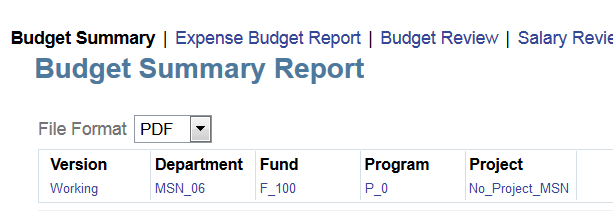 Budget Summary | Expense Budget Report | Budget Review | Salary Revie
Budget Summary Report
File Format PDF
Version Department Fund Program Project
Working MSN_06 F_100 P_0 No_Project_MSN